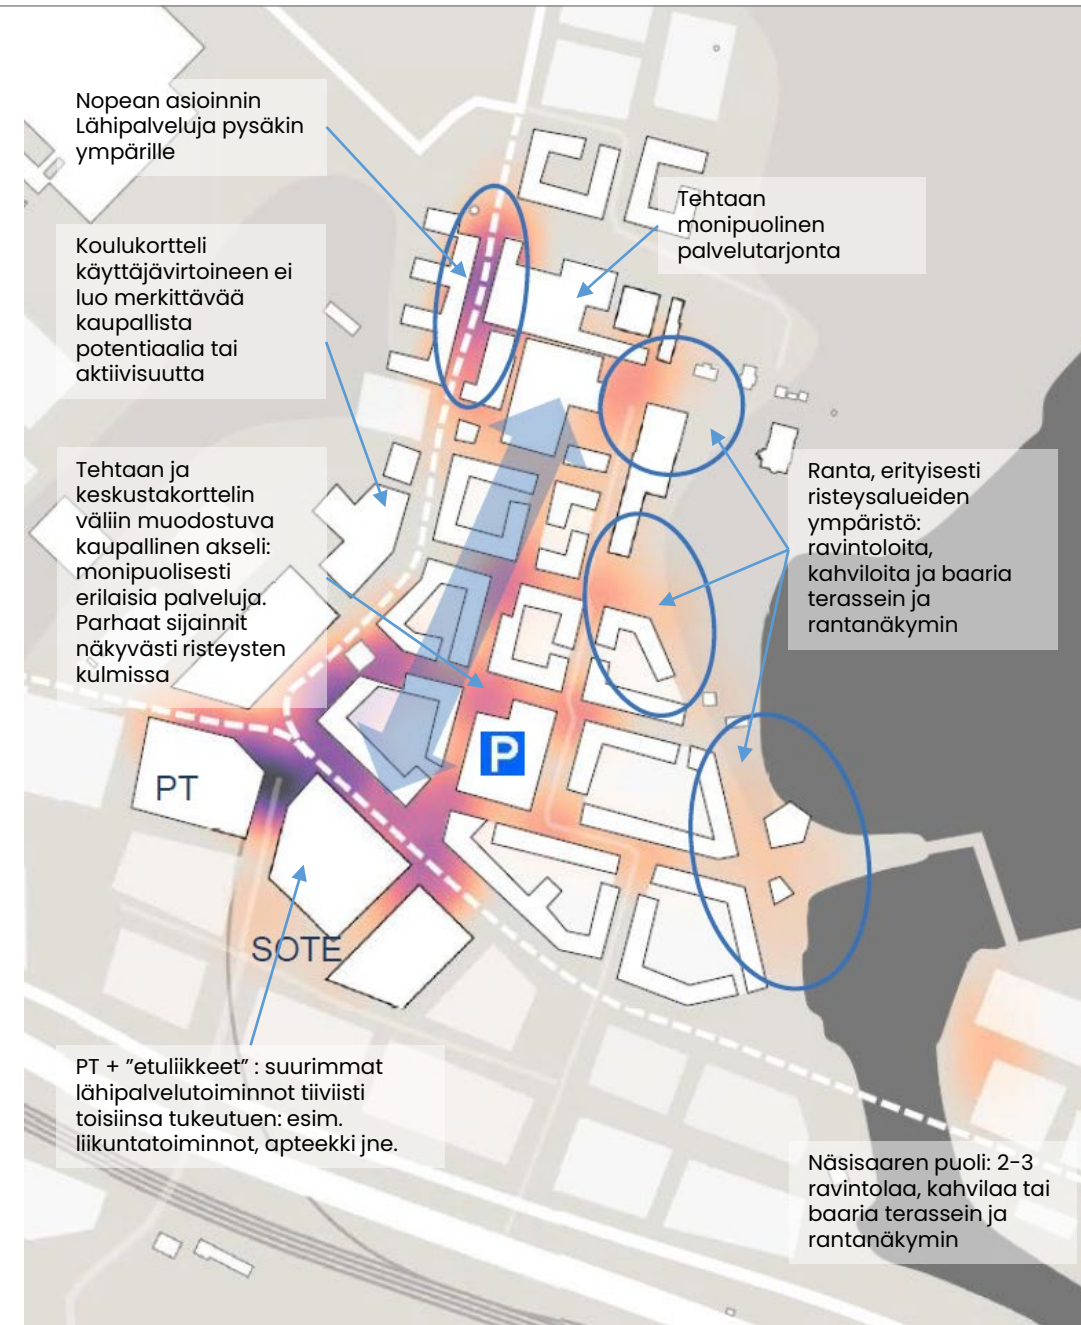 Nopean asioinnin
Lähipalveluja pysäkin
ympärille
Tehtaan
monipuolinen
palvelutarjonta
Koulukortteli
käyttäjävirtoineen ei
luo merkittävää
kaupallista
potentiaalia tai
aktiivisuutta
Tehtaan ja
keskustakorttelin
väliin muodostuva
kaupallinen akseli:
monipuolisesti
erilaisia palveluja.
Parhaat sijainnit
näkyvästi risteysten
kulmissa
Ranta, erityisesti
risteysalueiden
ympäristö:
ravintoloita,
kahviloita ja baaria
terassein ja
rantanäkymin
P
PT
SOTE
PT + ”etuliikkeet” : suurimmat
lähipalvelutoiminnot tiiviisti
toisiinsa tukeutuen: esim.
liikuntatoiminnot, apteekki jne.
Näsisaaren puoli: 2-3
ravintolaa, kahvilaa tai
baaria terassein ja
rantanäkymin